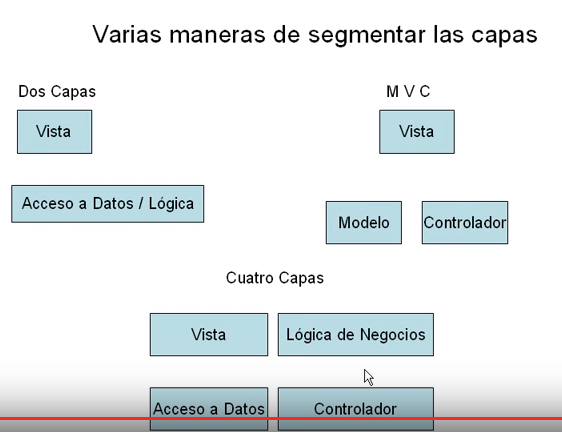 Varias maneras de segmentar las capas
Dos Capas
Vista
Acceso a Datos / Lógica
M V C
Vista
Modelo
Controlador
Cuatro Capas
Vista
Lógica de Negocios
Acceso a Datos
Controlador